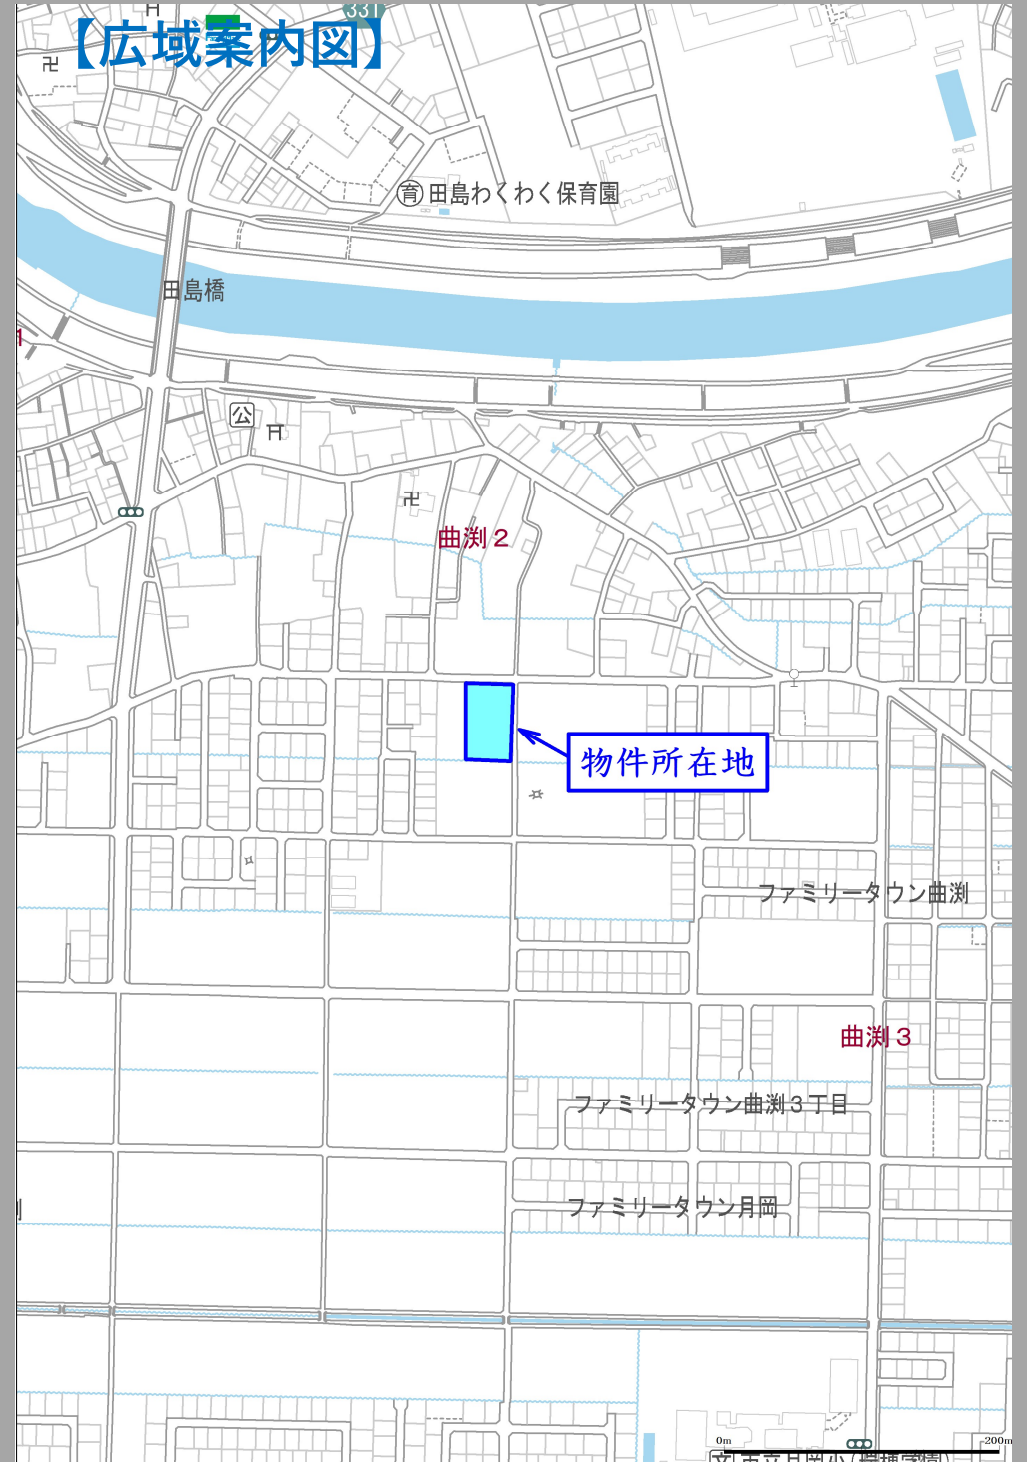 331
【広域案内図】
田島わくわく保育園
田島橋
1
公
曲渕2
物件所在地
ファミリータウン曲渕
曲渕3
ファミリータウン曲渕3丁目
ファミリータウン月岡
0m
200m